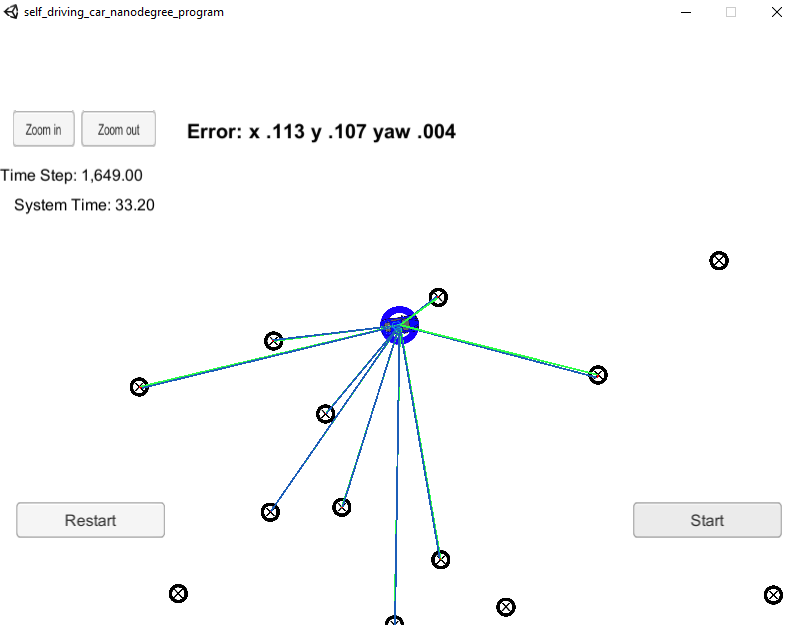 self_driving_car_nanodegree_program
Zoom in
Zoom out
Error: x .113 y .107 yaw .004
Time Step: 1,649.00
System Time: 33.20
Restart
Start